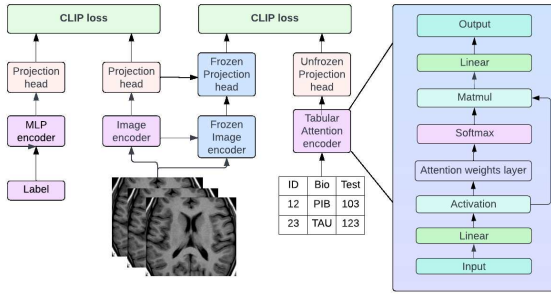 CLIP loss
CLIP loss
Projection
head
Projection
head
Frozen
Projection
head
Unfrozen
Projection
head
MLP
encoder
Image
encoder
Frozen
Image
encoder
Tabular
Attention
encoder
Label
ID Bio Test
12 PIB 103
23 TAU 123
Output
Linear
Matmul
Softmax
Attention weights layer
Activation
Linear
Input